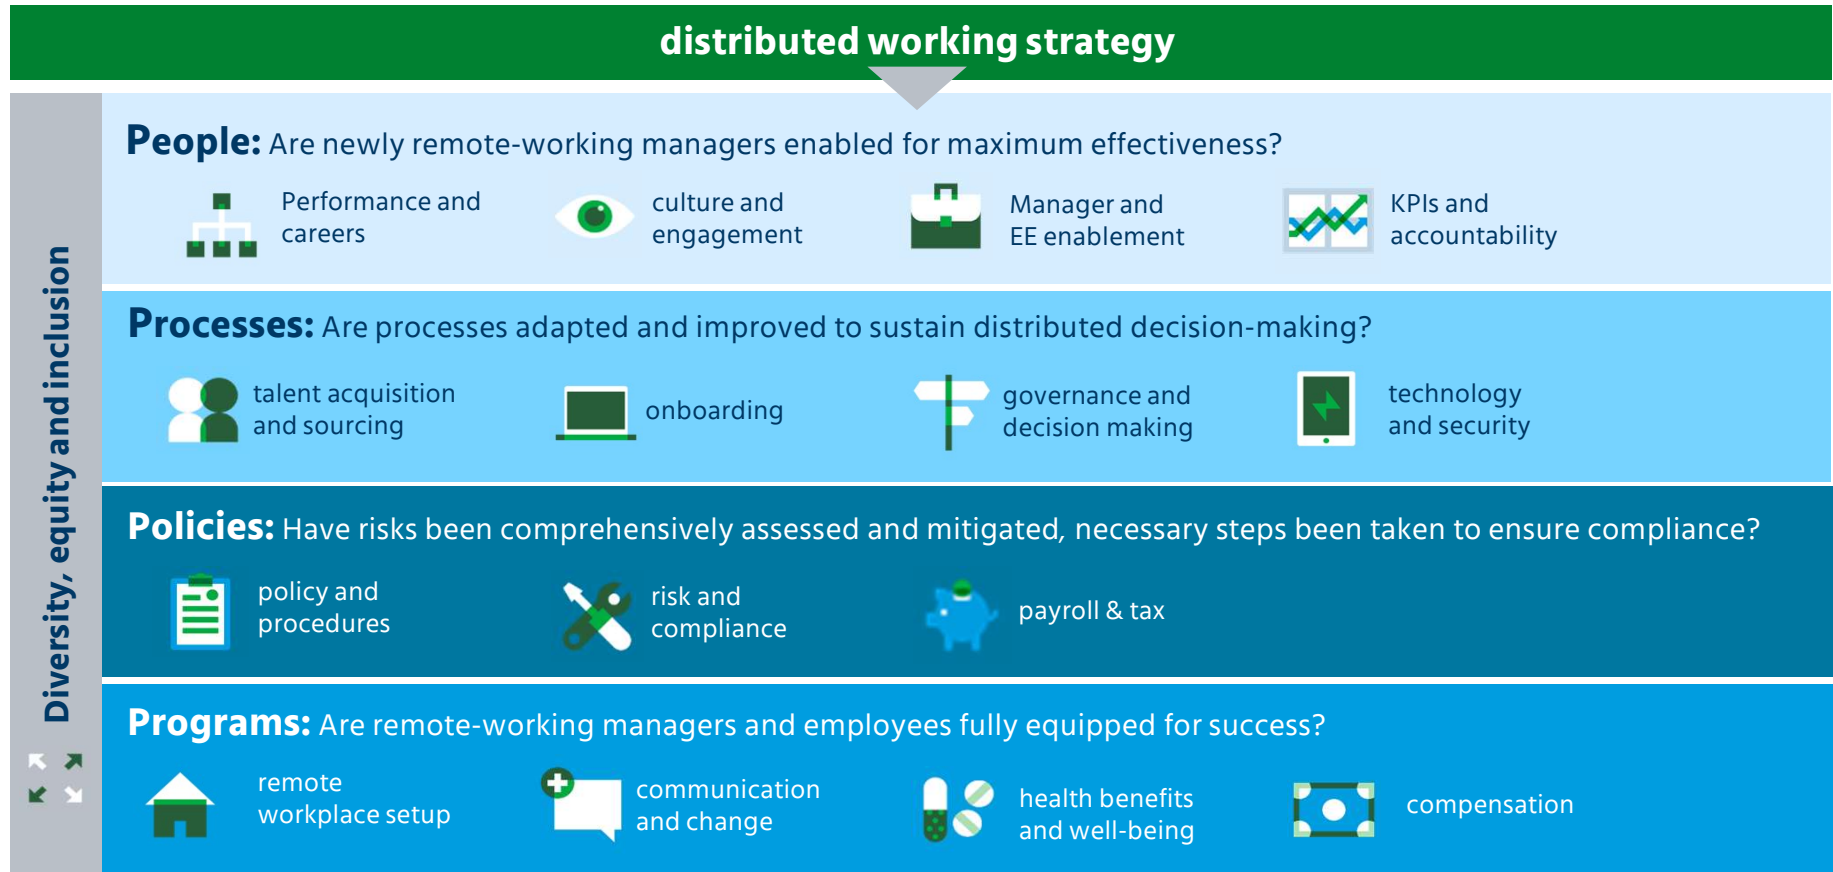 distributed working strategy
Diversity, equity and inclusion
People: Are newly remote-working managers enabled for maximum effectiveness?
Performance and
careers
culture and
engagement
Manager and
EE enablement
KPIs and
accountability
Processes: Are processes adapted and improved to sustain distributed decision-making?
talent acquisition
and sourcing
onboarding
governance and
decision making
technology
and security
Policies: Have risks been comprehensively assessed and mitigated, necessary steps been taken to ensure compliance?
policy and
procedures
risk and
compliance
payroll & tax
Programs: Are remote-working managers and employees fully equipped for success?
remote
workplace setup
communication
and change
health benefits
and well-being
compensation